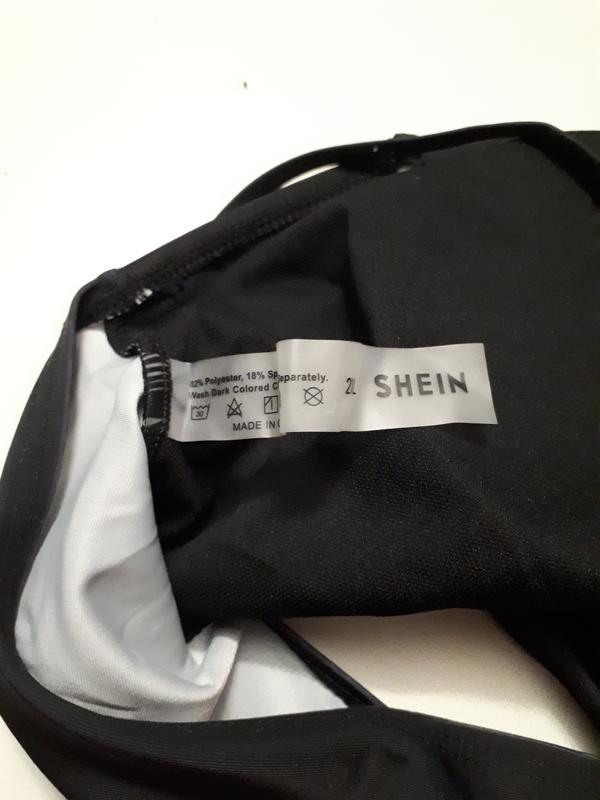 82% Polyester, 18% Sp
eparately.
Wash Dark Colored C
30
MADE IN
2L SHEIN